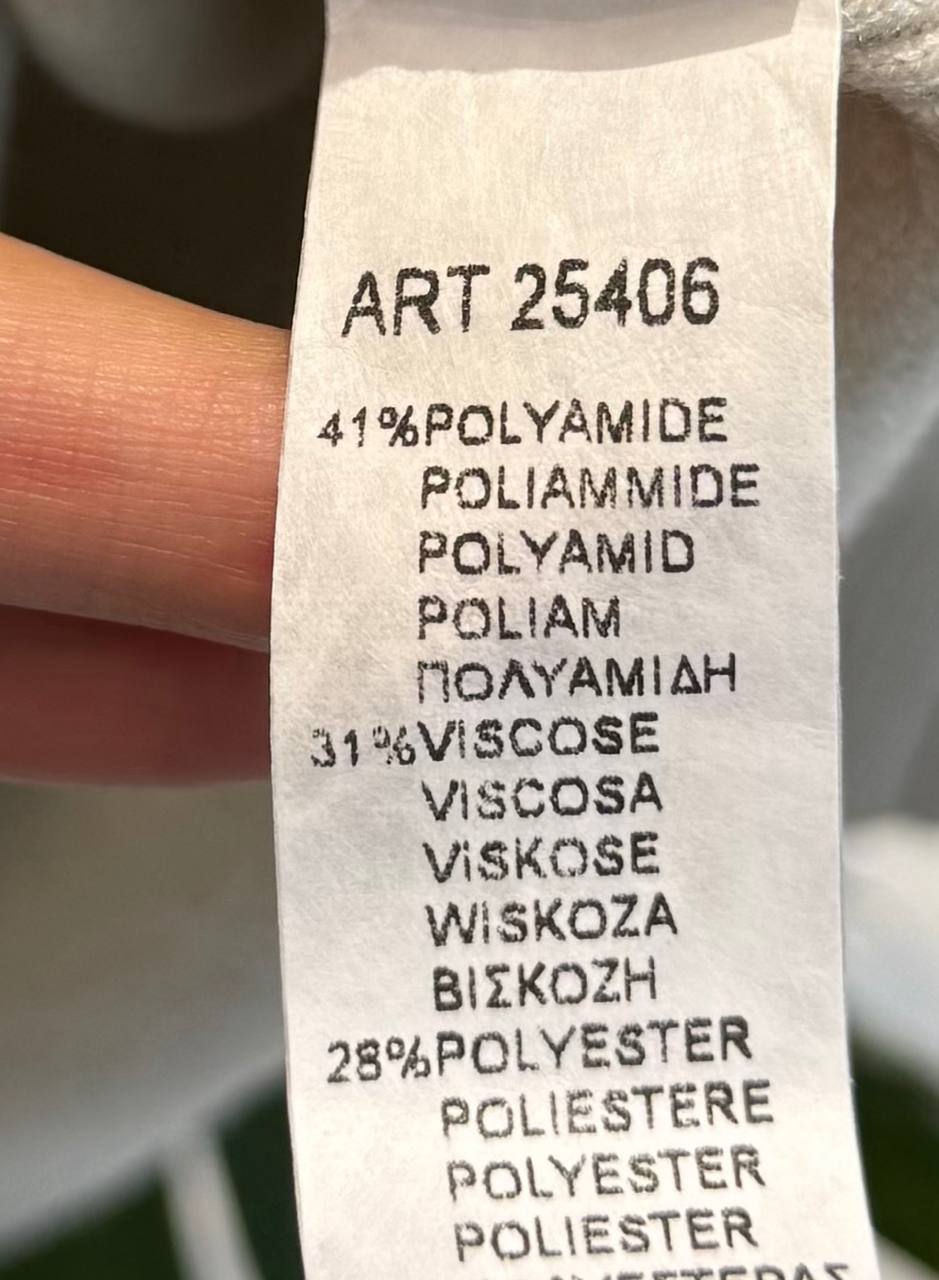 ART 25406
41%POLYAMIDE
POLIAMMIDE
POLYAMID
POLIAM
ΠΟΛΥΑΜΙΔΗ
31%VISCOSE
VISCOSA
ViSKOSE
WISKOZA
ΒΙΣΚΟΖΗ
28%POLYESTER
POLIESTERE
POLYESTER
POLIESTER